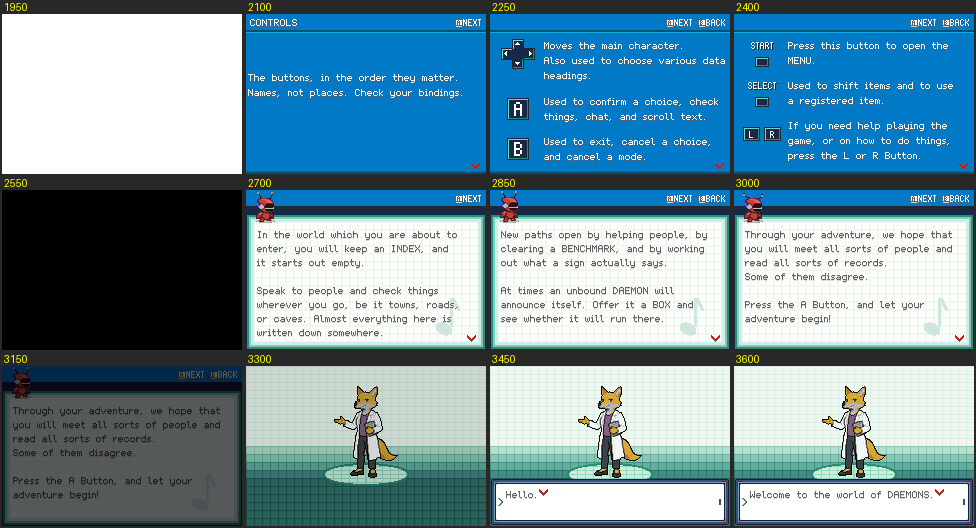 1950
2100
2250
2400
CONTROLS
NEXT
The buttons, in the order they matter.
Names, not places. Check your bindings.
NEXT BACK
Moves the main character.
Also used to choose various data
headings.
A
Used to confirm a choice, check
things, chat, and scroll text.
B
Used to exit, cancel a choice,
and cancel a mode.
NEXT BACK
START
Press this button to open the
MENU.
SELECT
Used to shift items and to use
a registered item.
L R
If you need help playing the
game, or on how to do things,
press the L or R Button.
2550
2700
2850
3000
NEXT
In the world which you are about to
enter, you will keep an INDEX, and
it starts out empty.
Speak to people and check things
wherever you go, be it towns, roads,
or caves. Almost everything here is
written down somewhere.
NEXT BACK
New paths open by helping people, by
clearing a BENCHMARK, and by working
out what a sign actually says.
At times an unbound DAEMON will
announce itself. Offer it a BOX and
see whether it will run there.
NEXT BACK
Through your adventure, we hope that
you will meet all sorts of people and
read all sorts of records.
Some of them disagree.
Press the A Button, and let your
adventure begin!
3150
3300
3450
3600
NEXT BACK
Through your adventure, we hope that
you will meet all sorts of people and
read all sorts of records.
Some of them disagree.
Press the A Button, and let your
adventure begin!
Hello.
Welcome to the world of DAEMONS.